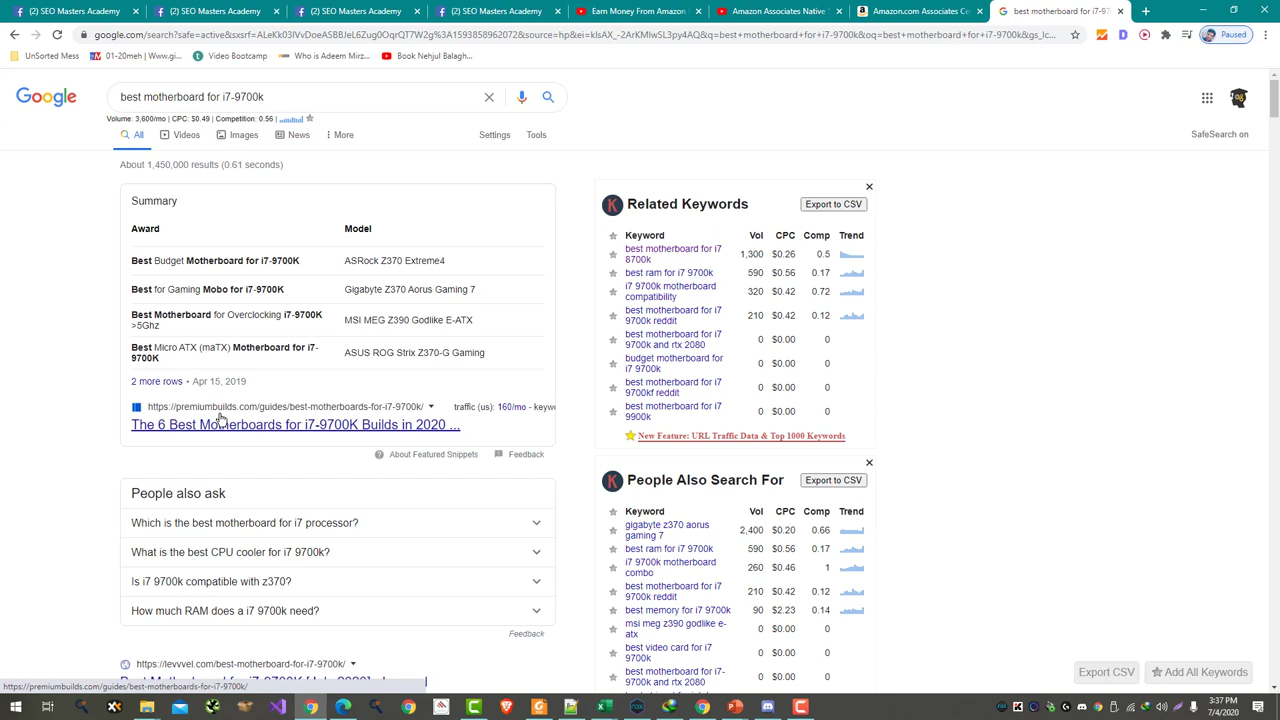 (2) SEO Masters Academy
(2) SEO Masters Academy
(2) SEO Masters Academy
(2) SEO Masters Academy
Earn Money From Amazon
Amazon Associates Native
Amazon.com Associates Cen
best motherboard for i7-9700k
google.com/search?safe=active&sxsrf=
UnSorted Mess
01-20meh | Www.gi...
Video Bootcamp
Who is Adeem Mirz...
Book Nehjul Balagh...
Paused
Google
best motherboard for i7-9700k
Volume: 3,600/mo | CPC: $0.49 | Competition: 0.56 |
All
Videos
Images
News
More
Settings
Tools
SafeSearch on
About 1,450,000 results (0.61 seconds)
Summary
Award Model
Best Budget Motherboard for i7-9700K ASRock Z370 Extreme4
Best for Gaming Mobo for i7-9700K Gigabyte Z370 Aorus Gaming 7
Best Motherboard for Overclocking i7-9700K
>5Ghz
MSI MEG Z390 Godlike E-ATX
Best Micro ATX (maTX) Motherboard for i7-
9700K
ASUS ROG Strix Z370-G Gaming
2 more rows • Apr 15, 2019
https://premiumbuilds.com/guides/best-motherboards-for-i7-9700k/ traffic (us): 160/mo - keyw
The 6 Best Motherboards for i7-9700K Builds in 2020 ...
About Featured Snippets
Feedback
People also ask
Which is the best motherboard for i7 processor?
What is the best CPU cooler for i7 9700k?
Is i7 9700k compatible with z370?
How much RAM does a i7 9700k need?
Feedback
https://levvvel.com/best-motherboard-for-i7-9700k/
https://premiumbuilds.com/guides/best-motherboards-for-i7-9700k/
K Related Keywords
Export to CSV
Keyword Vol CPC Comp Trend
best motherboard for i7
8700k
1,300 $0.26 0.5
best ram for i7 9700k 590 $0.56 0.17
i7 9700k motherboard
compatibility
320 $0.42 0.72
best motherboard for i7
9700k reddit
210 $0.42 0.12
best motherboard for i7
9700k and rtx 2080
0 $0.00 0
budget motherboard for
i7 9700k
0 $0.00 0
best motherboard for i7
9700kf reddit
0 $0.00 0
best motherboard for i7
9900k
0 $0.00 0
New Feature: URL Traffic Data & Top 1000 Keywords
K People Also Search For
Export to CSV
Keyword Vol CPC Comp Trend
gigabyte z370 aorus
gaming 7
2,400 $0.20 0.66
best ram for i7 9700k 590 $0.56 0.17
i7 9700k motherboard
combo
260 $0.46 1
best motherboard for i7
9700k reddit
210 $0.42 0.12
best memory for i7 9700k 90 $2.23 0.14
msi meg z390 godlike e-
atx
0 $0.00 0
best video card for i7
9700k
0 $0.00 0
best motherboard for i7-
9700k and rtx 2080
0 $0.00 0
Export CSV
Add All Keywords
3:37 PM
7/4/2020